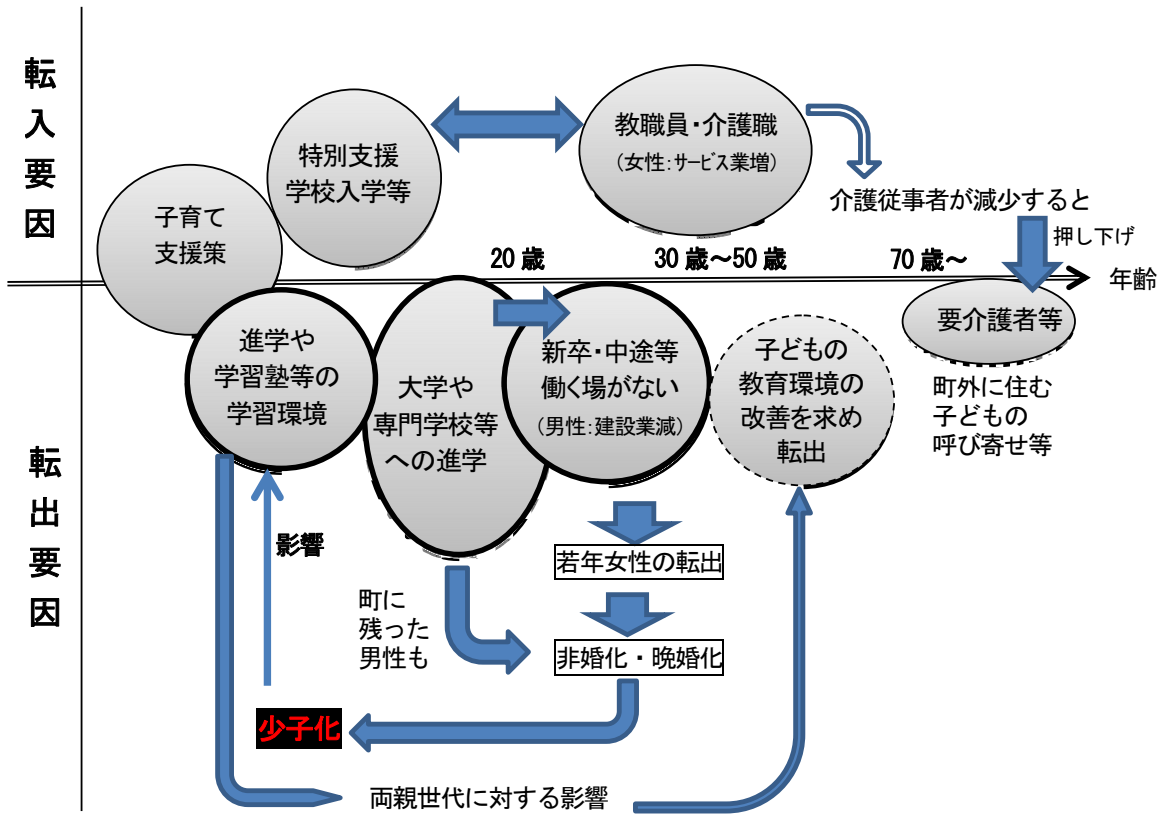 転入要因
特別支援
学校入学等
教職員・介護職
（女性：サービス業増）
子育て
支援策
介護従事者が減少すると
押し下げ
20 歳
30 歳～50 歳
70 歳～
年齢
転出要因
進学や
学習塾等の
学習環境
大学や
専門学校等
への進学
新卒・中途等
働く場がない
（男性：建設業減）
子どもの
教育環境の
改善を求め
転出
要介護者等
町外に住む
子どもの
呼び寄せ等
影響
若年女性の転出
町に
残った
男性も
非婚化・晩婚化
少子化
両親世代に対する影響